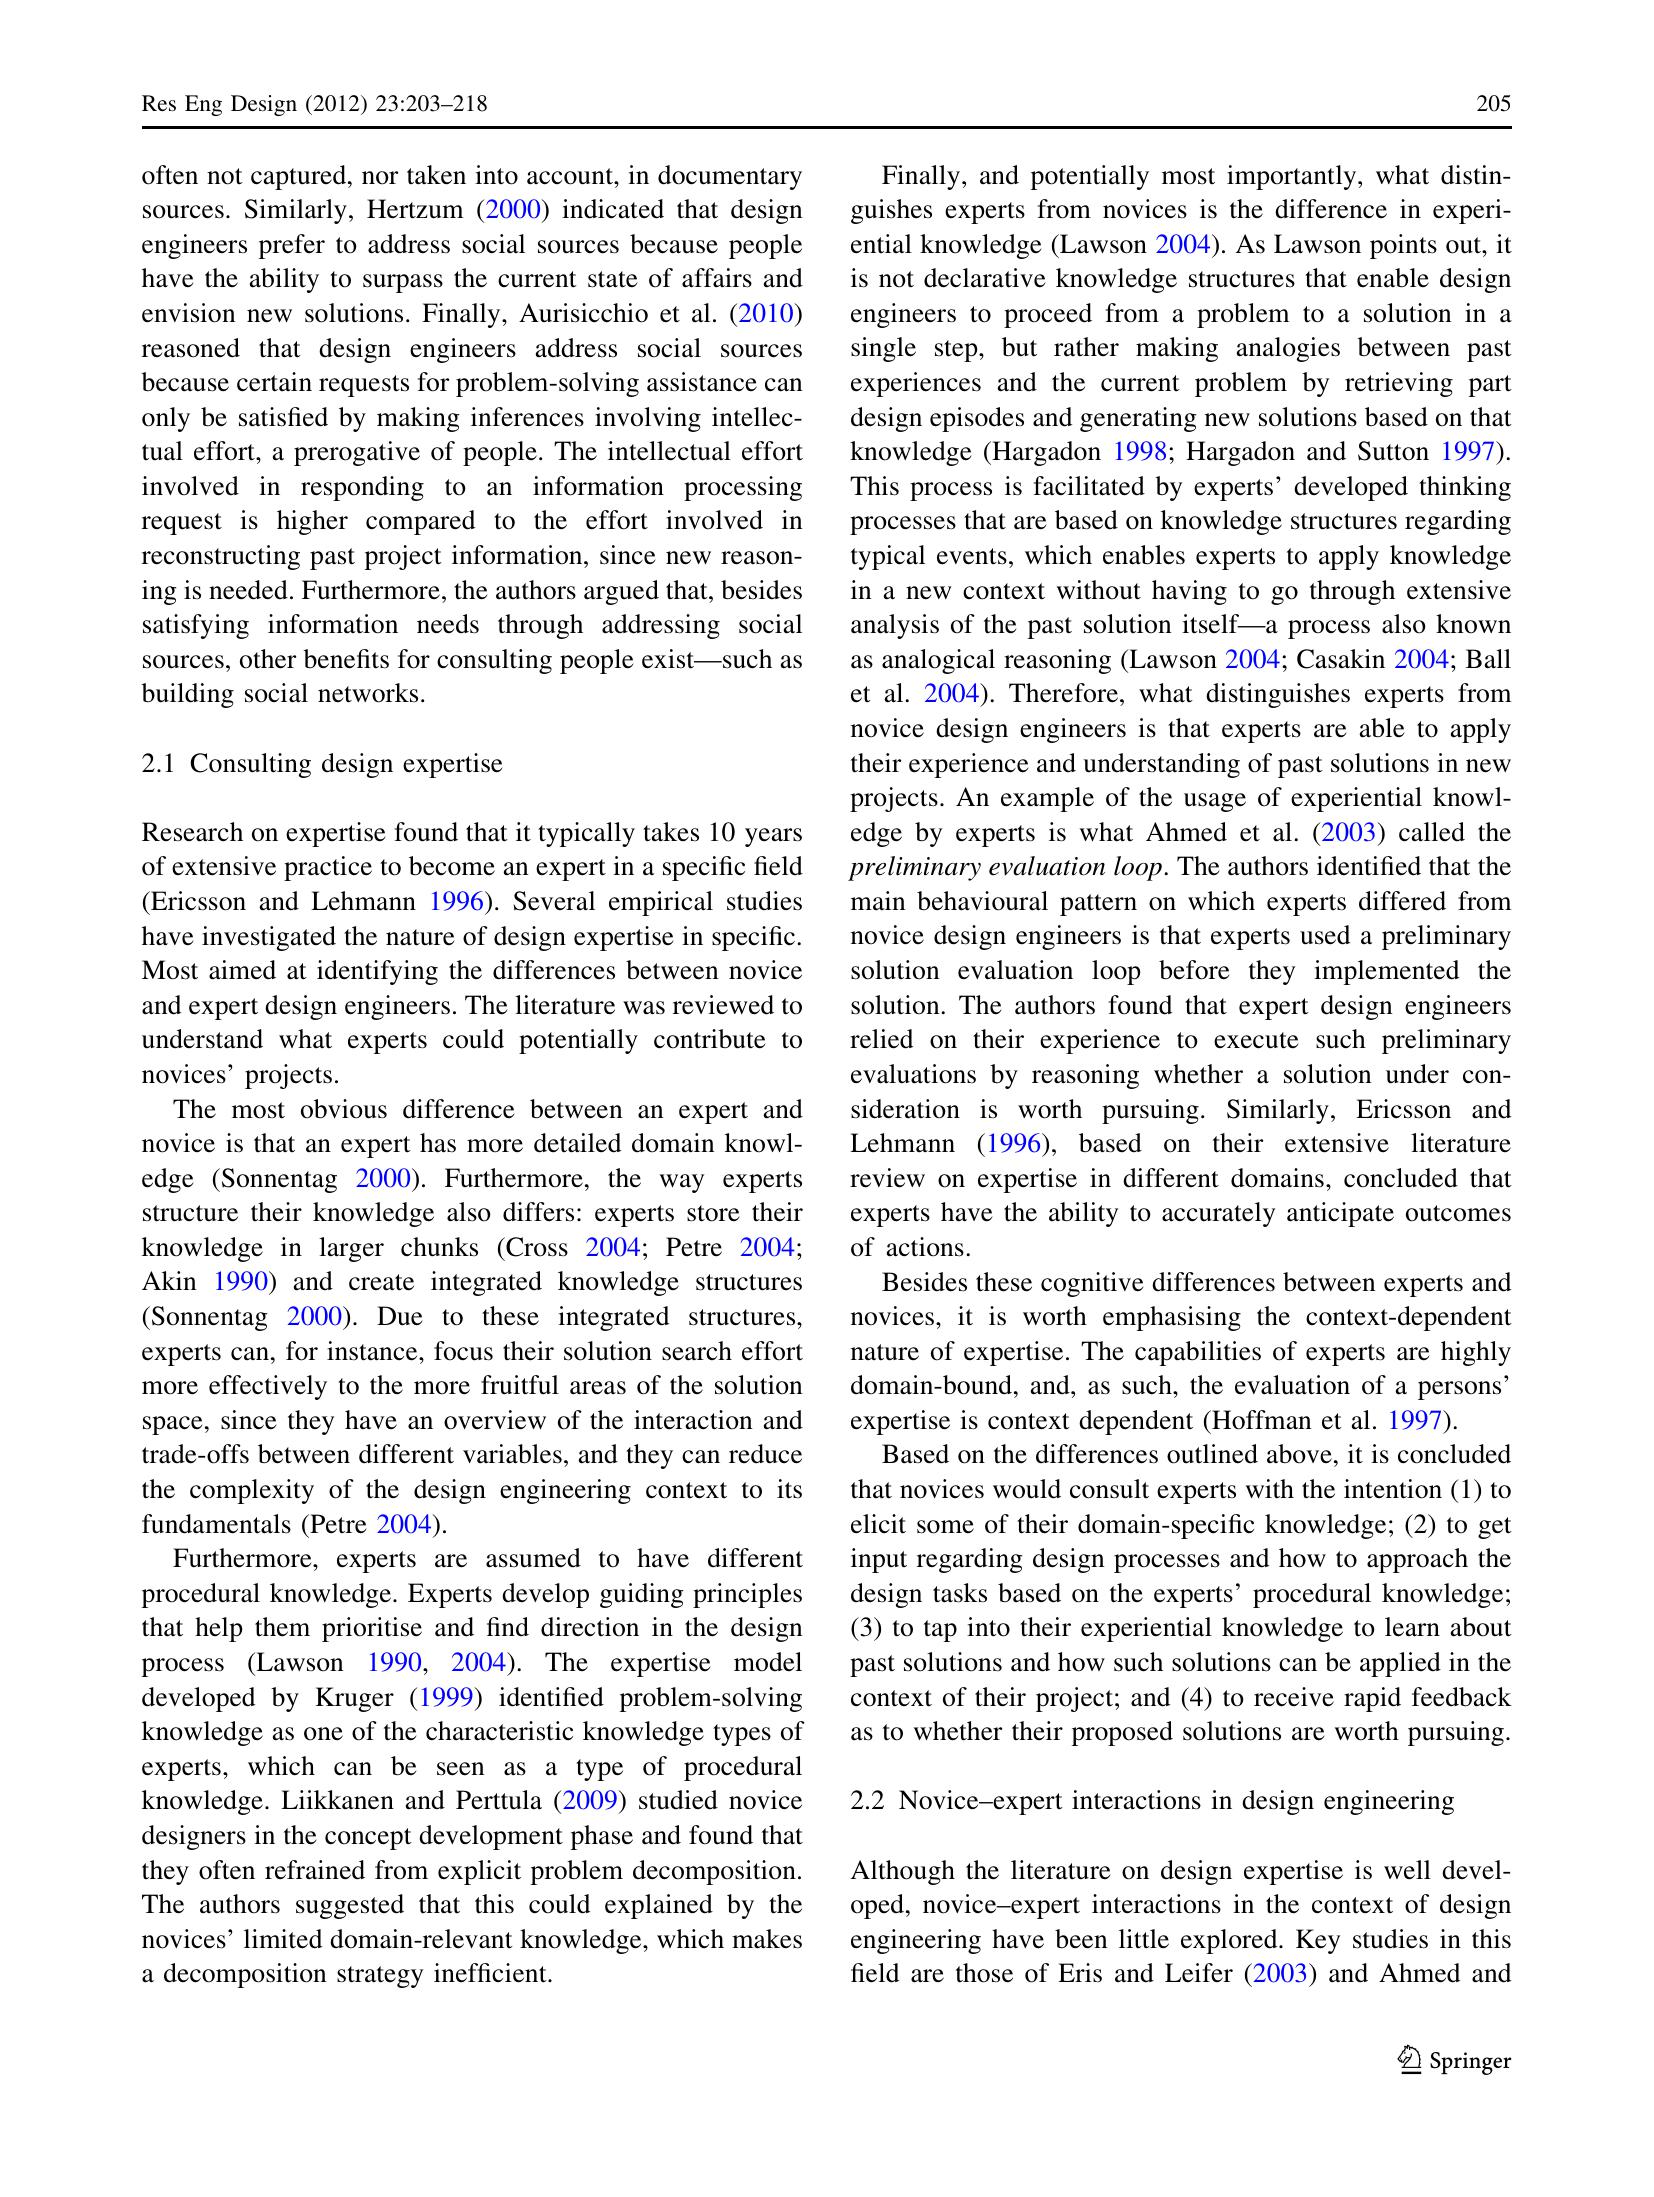 Res Eng Design (2012) 23:203–218
205
often not captured, nor taken into account, in documentary
sources. Similarly, Hertzum (2000) indicated that design
engineers prefer to address social sources because people
have the ability to surpass the current state of affairs and
envision new solutions. Finally, Aurisicchio et al. (2010)
reasoned that design engineers address social sources
because certain requests for problem-solving assistance can
only be satisfied by making inferences involving intellec-
tual effort, a prerogative of people. The intellectual effort
involved in responding to an information processing
request is higher compared to the effort involved in
reconstructing past project information, since new reason-
ing is needed. Furthermore, the authors argued that, besides
satisfying information needs through addressing social
sources, other benefits for consulting people exist—such as
building social networks.
2.1 Consulting design expertise
Research on expertise found that it typically takes 10 years
of extensive practice to become an expert in a specific field
(Ericsson and Lehmann 1996). Several empirical studies
have investigated the nature of design expertise in specific.
Most aimed at identifying the differences between novice
and expert design engineers. The literature was reviewed to
understand what experts could potentially contribute to
novices’ projects.
The most obvious difference between an expert and
novice is that an expert has more detailed domain knowl-
edge (Sonnentag 2000). Furthermore, the way experts
structure their knowledge also differs: experts store their
knowledge in larger chunks (Cross 2004; Petre 2004;
Akin 1990) and create integrated knowledge structures
(Sonnentag 2000). Due to these integrated structures,
experts can, for instance, focus their solution search effort
more effectively to the more fruitful areas of the solution
space, since they have an overview of the interaction and
trade-offs between different variables, and they can reduce
the complexity of the design engineering context to its
fundamentals (Petre 2004).
Furthermore, experts are assumed to have different
procedural knowledge. Experts develop guiding principles
that help them prioritise and find direction in the design
process (Lawson 1990, 2004). The expertise model
developed by Kruger (1999) identified problem-solving
knowledge as one of the characteristic knowledge types of
experts, which can be seen as a type of procedural
knowledge. Liikkanen and Perttula (2009) studied novice
designers in the concept development phase and found that
they often refrained from explicit problem decomposition.
The authors suggested that this could explained by the
novices’ limited domain-relevant knowledge, which makes
a decomposition strategy inefficient.
Finally, and potentially most importantly, what distin-
guishes experts from novices is the difference in experi-
ential knowledge (Lawson 2004). As Lawson points out, it
is not declarative knowledge structures that enable design
engineers to proceed from a problem to a solution in a
single step, but rather making analogies between past
experiences and the current problem by retrieving part
design episodes and generating new solutions based on that
knowledge (Hargadon 1998; Hargadon and Sutton 1997).
This process is facilitated by experts’ developed thinking
processes that are based on knowledge structures regarding
typical events, which enables experts to apply knowledge
in a new context without having to go through extensive
analysis of the past solution itself—a process also known
as analogical reasoning (Lawson 2004; Casakin 2004; Ball
et al. 2004). Therefore, what distinguishes experts from
novice design engineers is that experts are able to apply
their experience and understanding of past solutions in new
projects. An example of the usage of experiential knowl-
edge by experts is what Ahmed et al. (2003) called the
preliminary evaluation loop. The authors identified that the
main behavioural pattern on which experts differed from
novice design engineers is that experts used a preliminary
solution evaluation loop before they implemented the
solution. The authors found that expert design engineers
relied on their experience to execute such preliminary
evaluations by reasoning whether a solution under con-
sideration is worth pursuing. Similarly, Ericsson and
Lehmann (1996), based on their extensive literature
review on expertise in different domains, concluded that
experts have the ability to accurately anticipate outcomes
of actions.
Besides these cognitive differences between experts and
novices, it is worth emphasising the context-dependent
nature of expertise. The capabilities of experts are highly
domain-bound, and, as such, the evaluation of a persons’
expertise is context dependent (Hoffman et al. 1997).
Based on the differences outlined above, it is concluded
that novices would consult experts with the intention (1) to
elicit some of their domain-specific knowledge; (2) to get
input regarding design processes and how to approach the
design tasks based on the experts’ procedural knowledge;
(3) to tap into their experiential knowledge to learn about
past solutions and how such solutions can be applied in the
context of their project; and (4) to receive rapid feedback
as to whether their proposed solutions are worth pursuing.
2.2 Novice–expert interactions in design engineering
Although the literature on design expertise is well devel-
oped, novice–expert interactions in the context of design
engineering have been little explored. Key studies in this
field are those of Eris and Leifer (2003) and Ahmed and
Springer